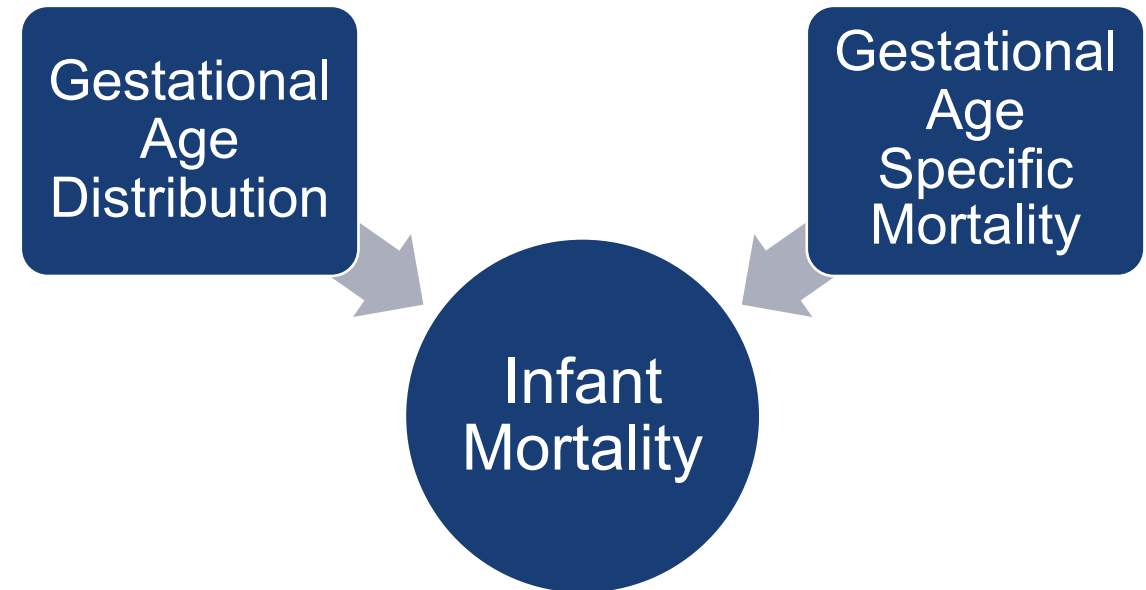 Gestational
Age
Distribution
Gestational
Age
Specific
Mortality
Infant
Mortality